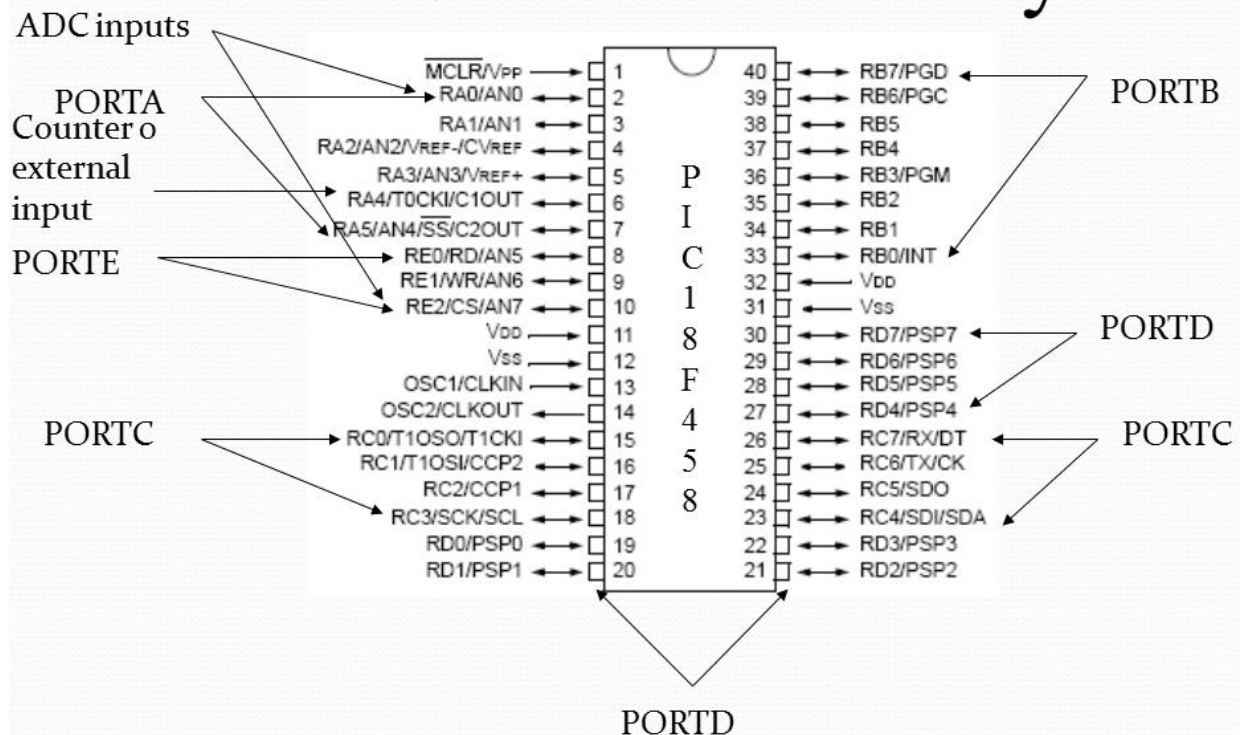 y
ADC inputs
PORTA
Counter 0
external
input
PORTE
PORTC
MCLR/VPP 1
RA0/AN0 2
RA1/AN1 3
RA2/AN2/VREF-/CVREF 4
RA3/AN3/VREF+ 5
RA4/T0CKI/C1OUT 6
RA5/AN4/SS/C2OUT 7
RE0/RD/AN5 8
RE1/WR/AN6 9
RE2/CS/AN7 10
VDD 11
VSS 12
OSC1/CLKIN 13
OSC2/CLKOUT 14
RC0/T1OSO/T1CKI 15
RC1/T1OSI/CCP2 16
RC2/CCP1 17
RC3/SCK/SCL 18
RD0/PSP0 19
RD1/PSP1 20
P
I
C
1
8
F
4
5
8
40 RB7/PGD
39 RB6/PGC
38 RB5
37 RB4
36 RB3/PGM
35 RB2
34 RB1
33 RB0/INT
32 VDD
31 VSS
30 RD7/PSP7
29 RD6/PSP6
28 RD5/PSP5
27 RD4/PSP4
26 RC7/RX/DT
25 RC6/TX/CK
24 RC5/SDO
23 RC4/SDI/SDA
22 RD3/PSP3
21 RD2/PSP2
PORTB
PORTD
PORTC
PORTD